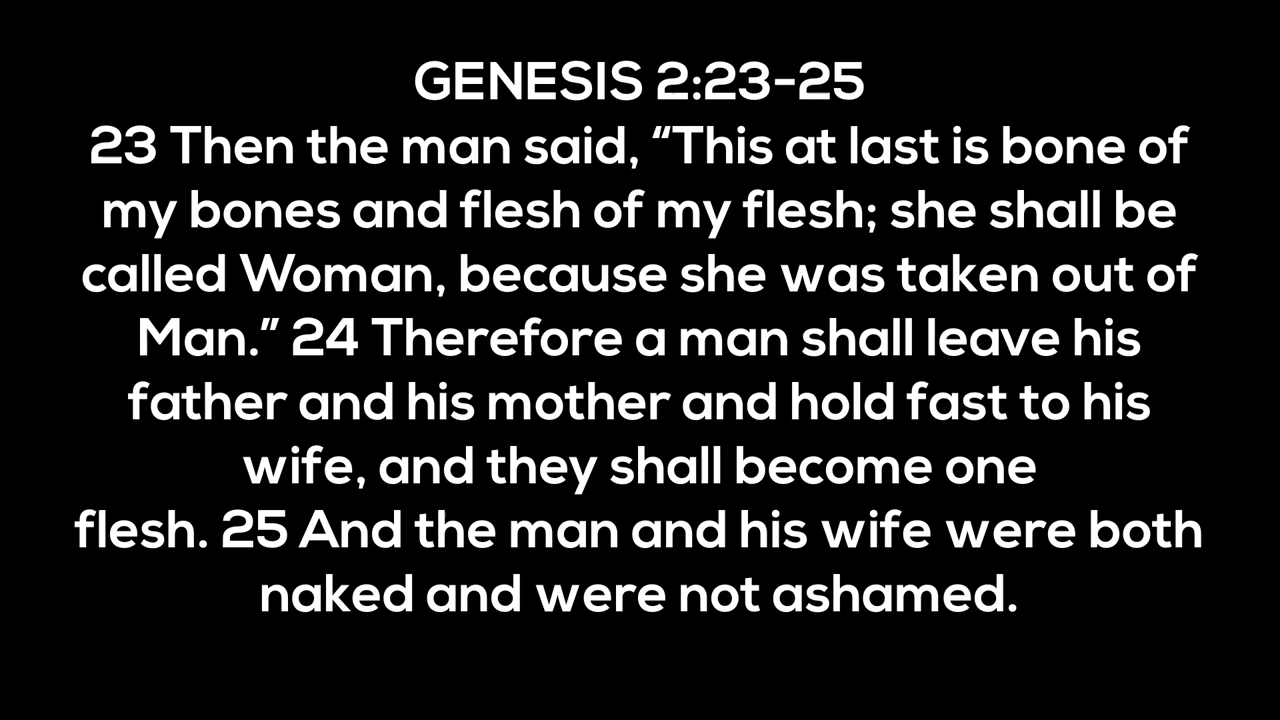 GENESIS 2:23-25
23 Then the man said, “This at last is bone of
my bones and flesh of my flesh; she shall be
called Woman, because she was taken out of
Man.” 24 Therefore a man shall leave his
father and his mother and hold fast to his
wife, and they shall become one
flesh. 25 And the man and his wife were both
naked and were not ashamed.